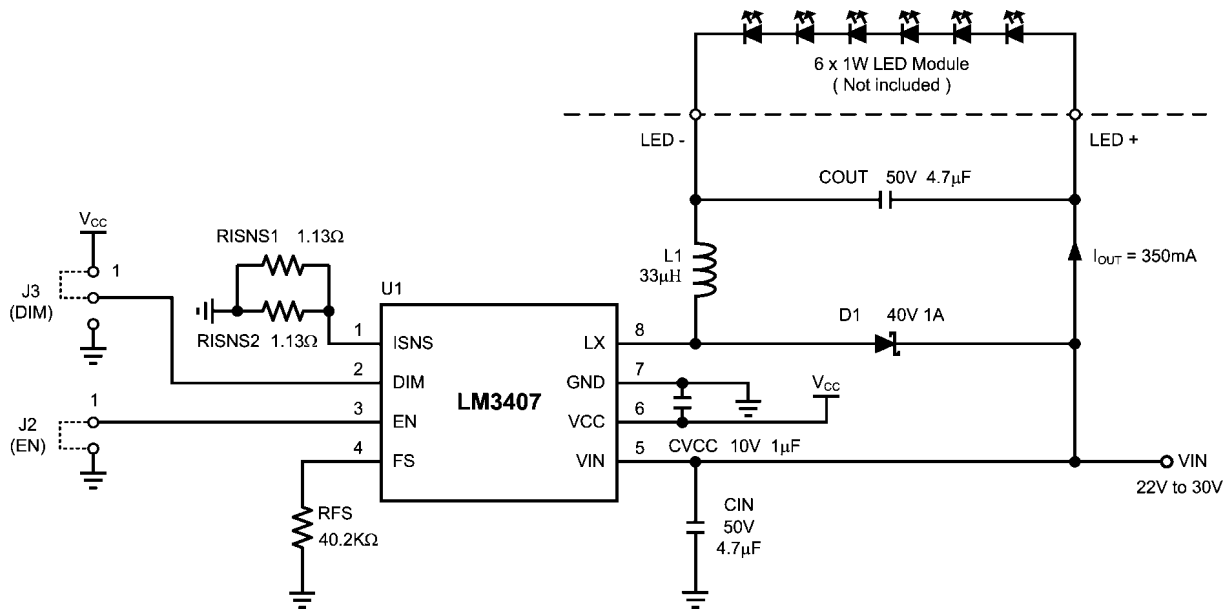 6 x 1W LED Module
( Not included )
LED -
LED +
COUT 50V 4.7μF
VCC
RISNS1 1.13Ω
1
J3
(DIM)
L1
33μH
IOUT = 350mA
U1
RISNS2 1.13Ω
D1 40V 1A
1
ISNS
LX
8
2
DIM
GND
7
LM3407
VCC
1
J2
(EN)
3
EN
VCC
6
4
FS
VIN
5
CVCC 10V 1μF
VIN
22V to 30V
RFS
40.2KΩ
CIN
50V
4.7μF